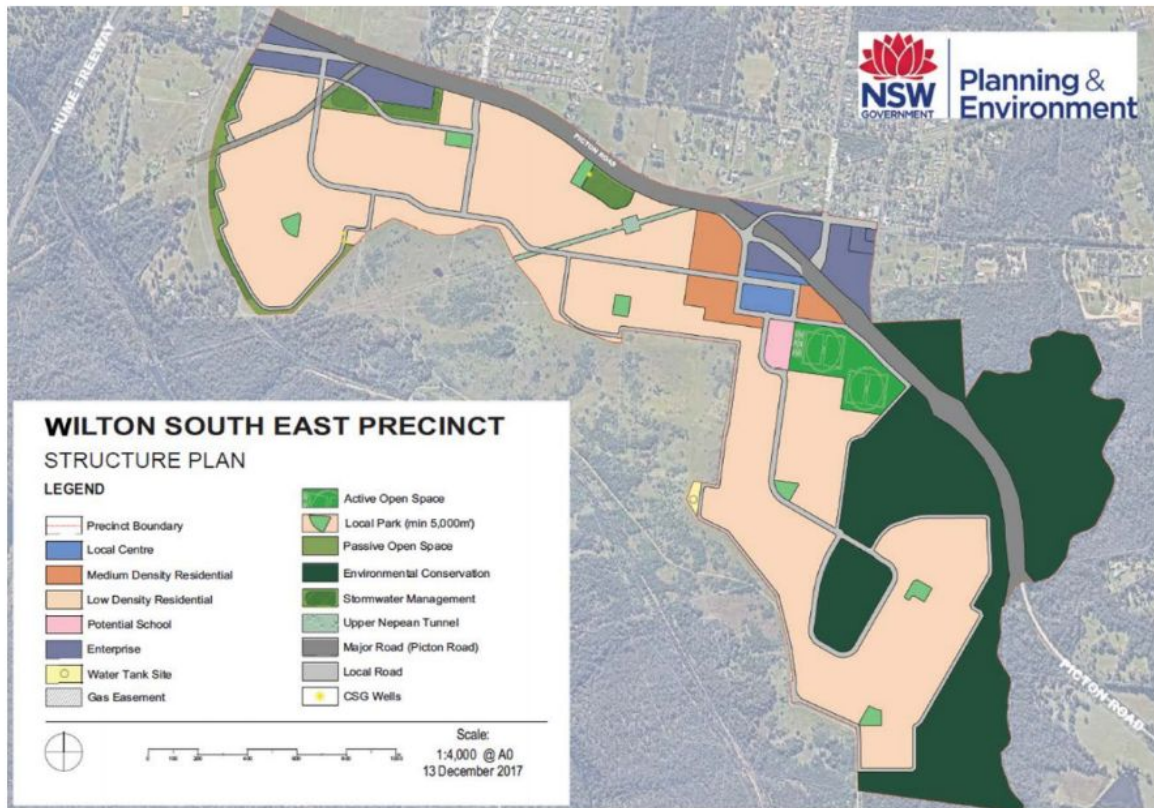 HUME FREEWAY
NSW
GOVERNMENT
Planning &
Environment
PICTON ROAD
WILTON SOUTH EAST PRECINCT
STRUCTURE PLAN
LEGEND
Precinct Boundary
Local Centre
Medium Density Residential
Low Density Residential
Potential School
Enterprise
Water Tank Site
Gas Easement
Active Open Space
Local Park (min 5,000m²)
Passive Open Space
Environmental Conservation
Stormwater Management
Upper Nepean Tunnel
Major Road (Picton Road)
Local Road
CSG Wells
Scale:
1:4,000 @ A0
13 December 2017
PICTON ROAD